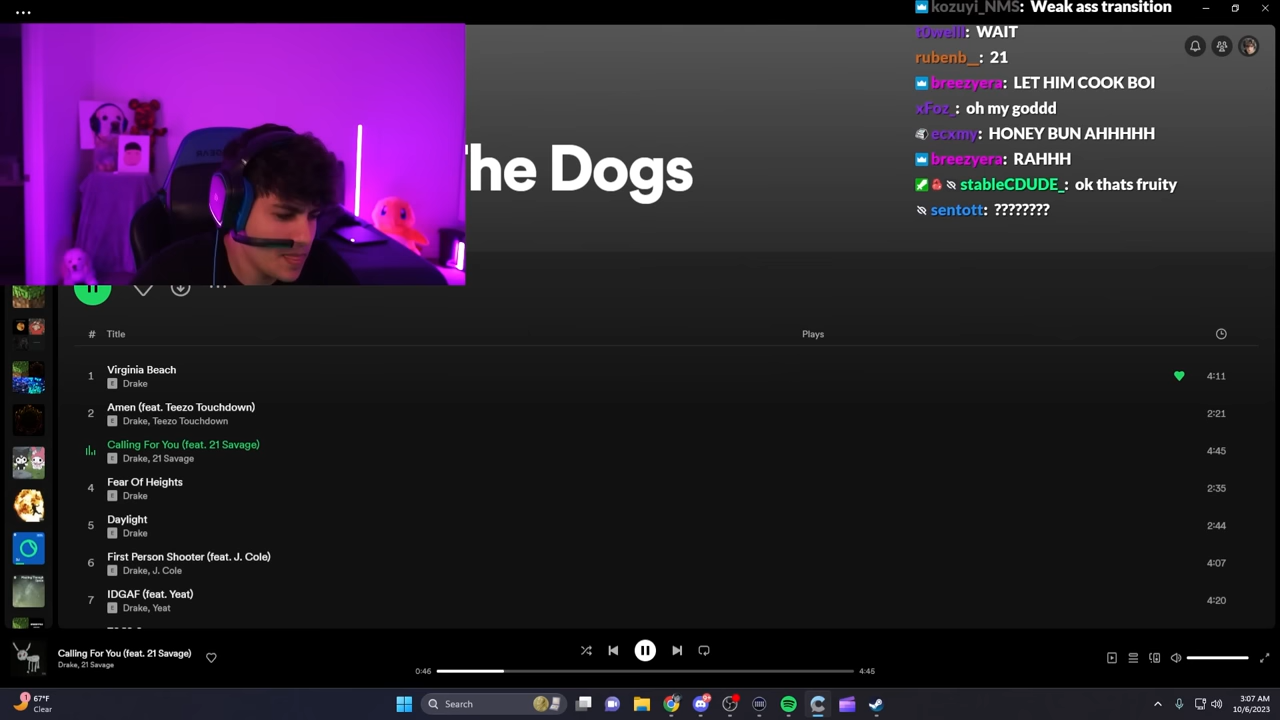 kozuyi_NMS: Weak ass transition
t0welll: WAIT
rubenb__: 21
breezyera: LET HIM COOK BOI
xFoz_: oh my goddd
ecxmy: HONEY BUN AHHHHH
breezyera: RAHHH
stableCDUDE_: ok thats fruity
sentott: ????????
he Dogs
# Title Plays
1 Virginia Beach 4:11
E Drake
2 Amen (feat. Teezo Touchdown) 2:21
E Drake, Teezo Touchdown
Calling For You (feat. 21 Savage) 4:45
E Drake, 21 Savage
4 Fear Of Heights 2:35
E Drake
5 Daylight 2:44
E Drake
6 First Person Shooter (feat. J. Cole) 4:07
E Drake, J. Cole
7 IDGAF (feat. Yeat) 4:20
E Drake, Yeat
Calling For You (feat. 21 Savage)
Drake, 21 Savage
0:46 4:45
67°F
Clear
Search
3:07 AM
10/6/2023